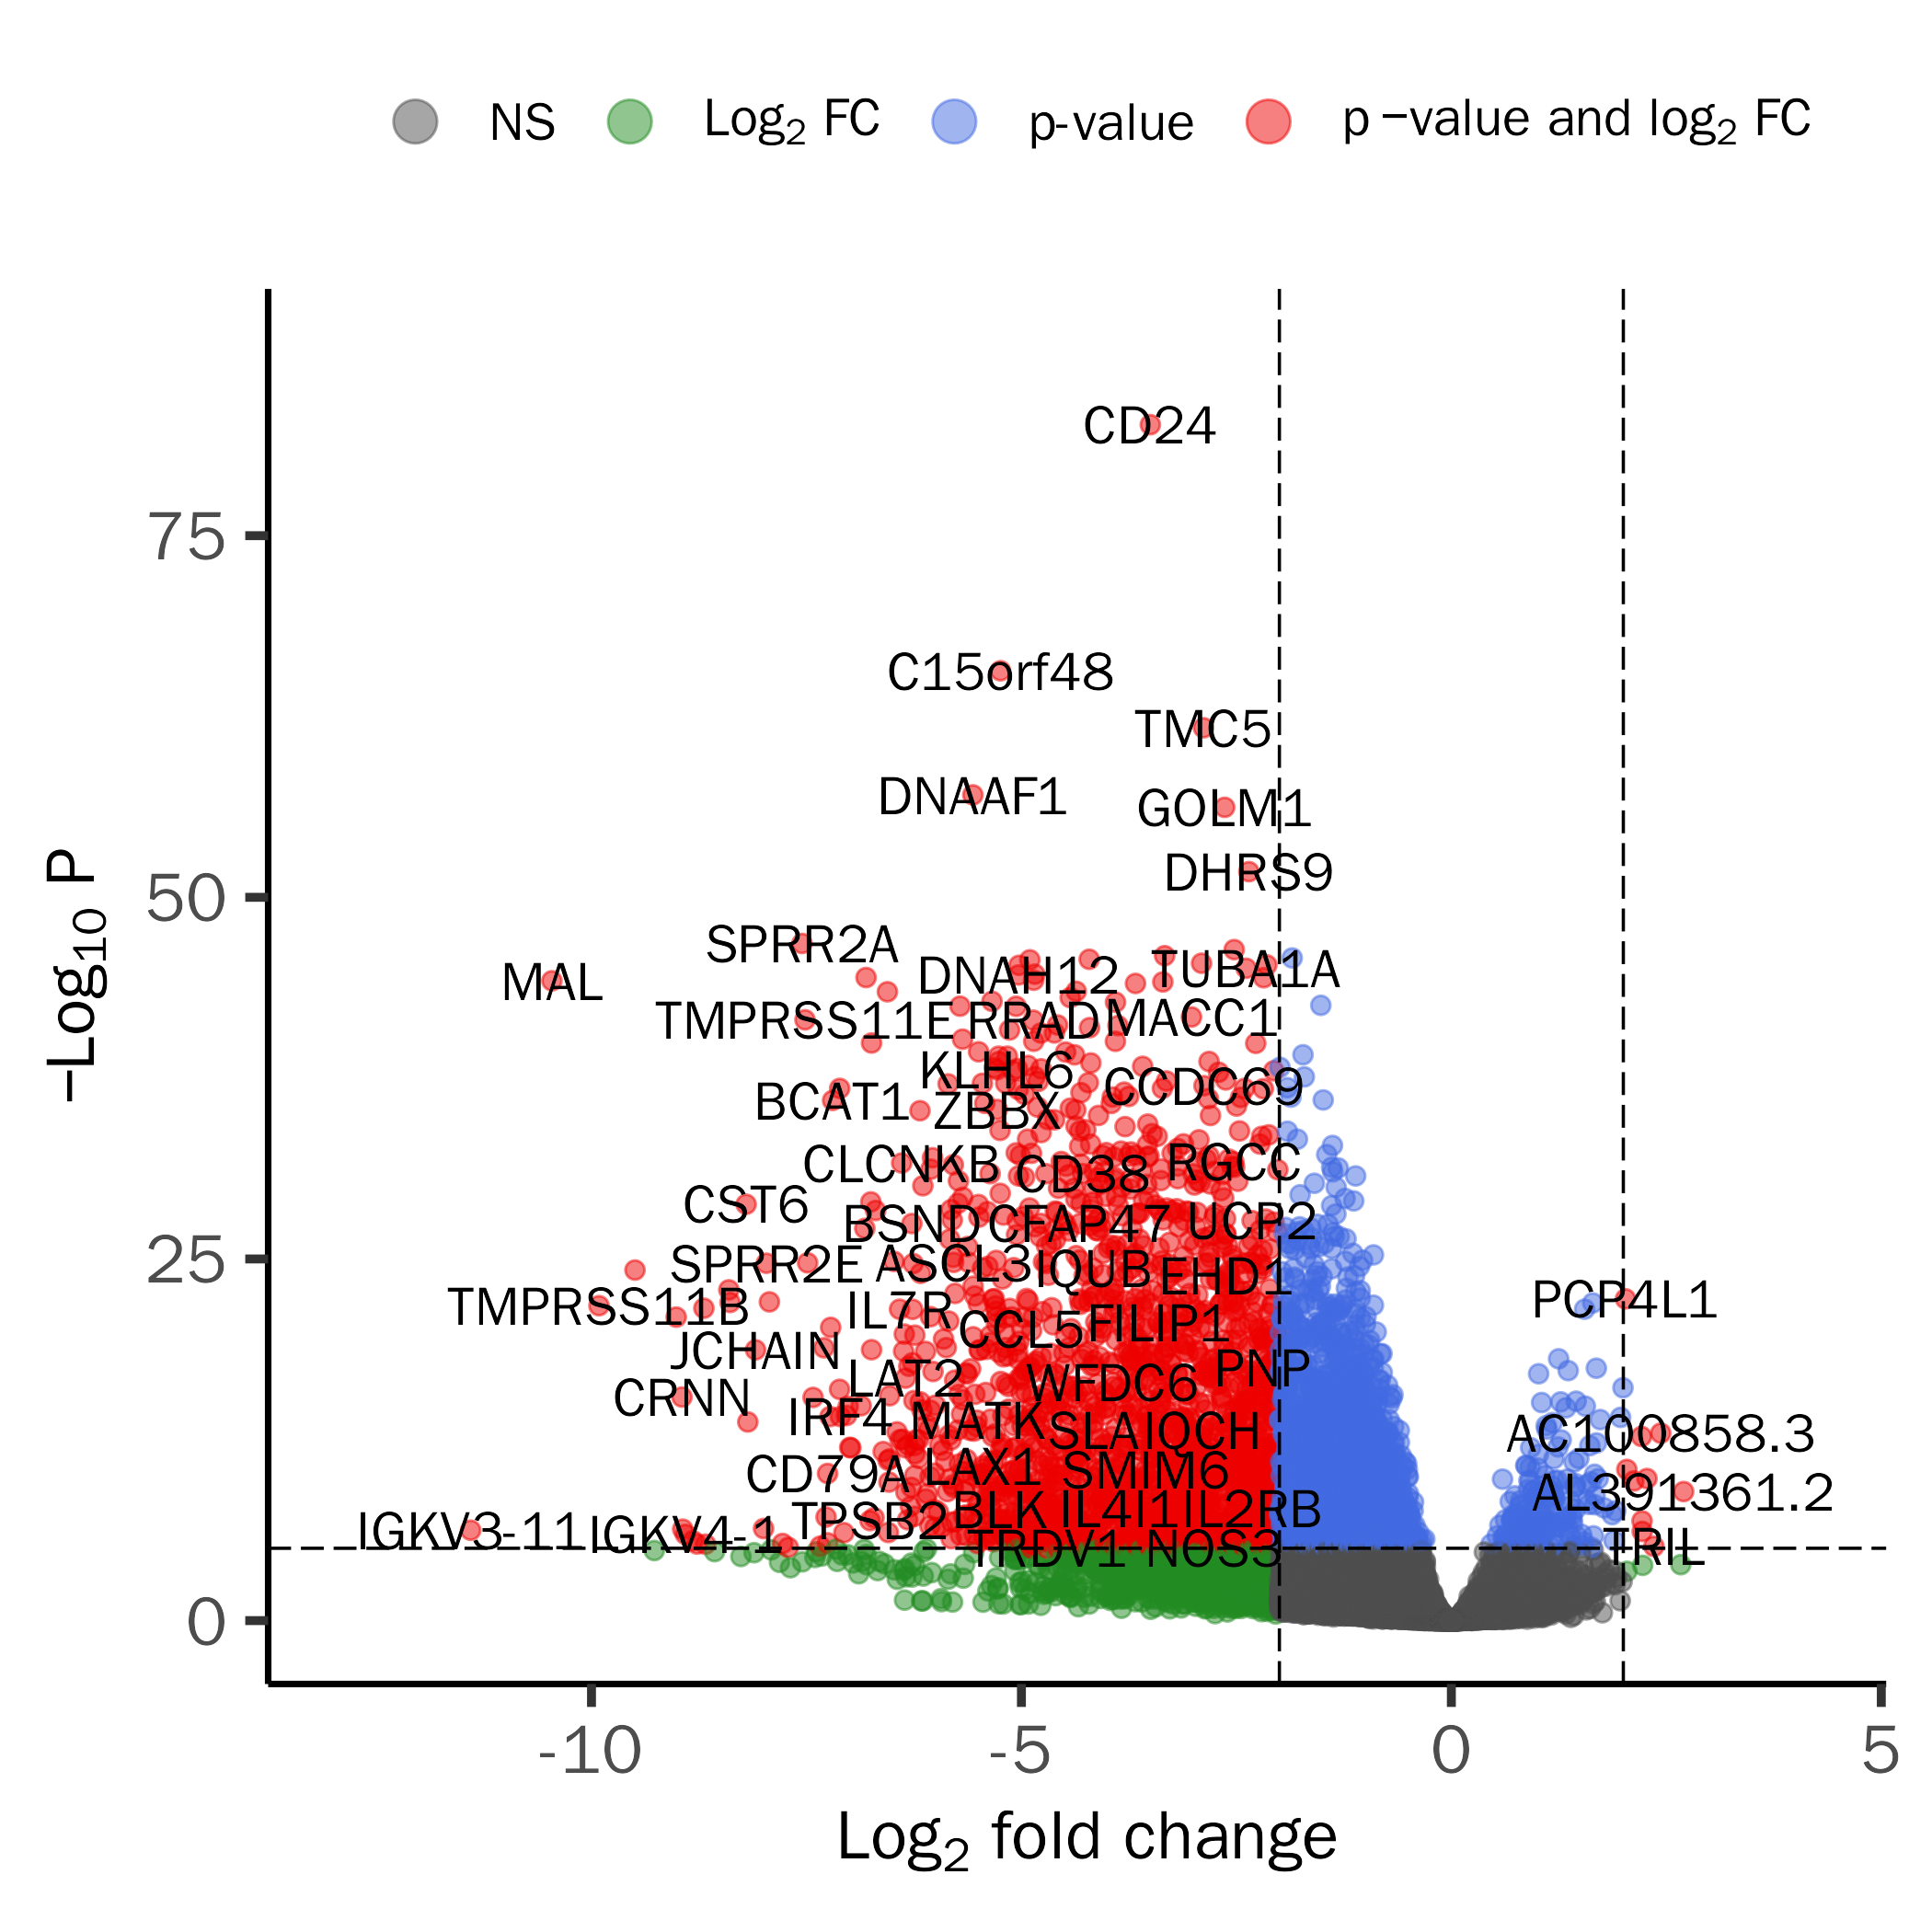 NS Log2 FC p-value p −value and log2 FC
CD24
75
C15orf48
TMC5
DNAAF1 GOLM1
DHRS9
50
SPRR2A
MAL DNAH12 TUBA1A
TMPRSS11E RRAD MACC1
KLHL6 CCDC69
BCAT1 ZBBX
CLCNKB CD38 RGCC
CST6
BSND CFAP47 UCP2
25 SPRR2E ASCL3 IQUB EHD1
TMPRSS11B IL7R CCL5 FILIP1 PCP4L1
JCHAIN LAT2 WFDC6 PNP
CRNN IRF4 MATK SLA IQCH AC100858.3
CD79A LAX1 SMIM6 AL391361.2
IGKV3-11 IGKV4-1 TPSB2 BLK IL4I1 IL2RB
TRDV1 NOS3 TRIL
0
−Log10 P
-10 -5 0 5
Log2 fold change